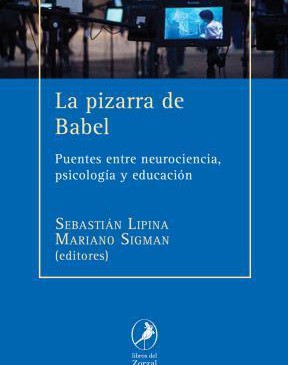 La pizarra de
Babel
Puentes entre neurociencia,
psicología y educación
SEBASTIÁN LIPINA
MARIANO SIGMAN
(editores)
libros del
Zorzal